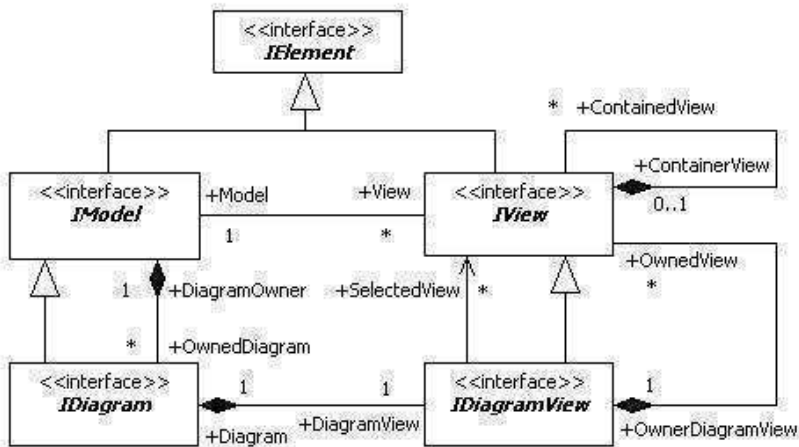 <<interface>>
IElement
* +ContainedView
+ContainerView
0..1
<<interface>>
IModel
+Model
+View
1
*
<<interface>>
IView
+OwnedView
*
1
+DiagramOwner
+SelectedView
*
*
+OwnedDiagram
<<interface>>
IDiagram
1
1
+Diagram
+DiagramView
<<interface>>
IDiagramView
1
+OwnerDiagramView